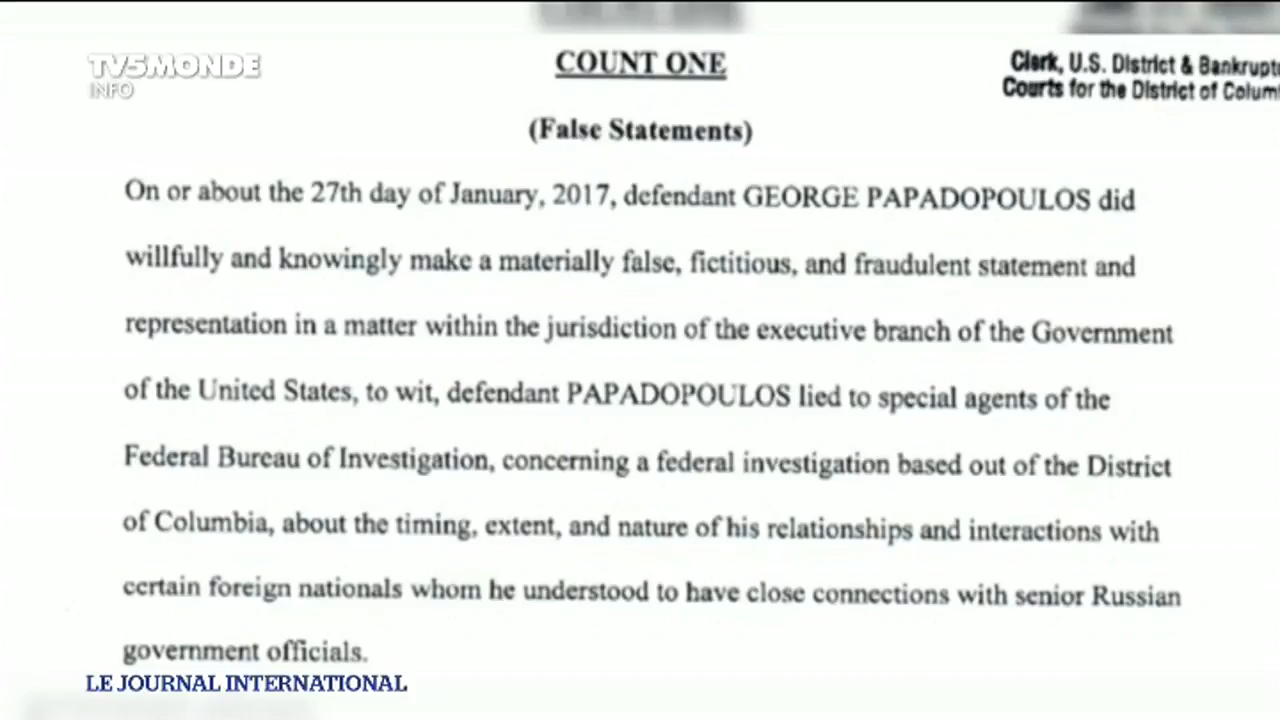 TV5MONDE
INFO
COUNT ONE
Clerk, U.S. District & Bankrupt
Courts for the District of Colum
(False Statements)
On or about the 27th day of January, 2017, defendant GEORGE PAPADOPOULOS did
willfully and knowingly make a materially false, fictitious, and fraudulent statement and
representation in a matter within the jurisdiction of the executive branch of the Government
of the United States, to wit, defendant PAPADOPOULOS lied to special agents of the
Federal Bureau of Investigation, concerning a federal investigation based out of the District
of Columbia, about the timing, extent, and nature of his relationships and interactions with
certain foreign nationals whom he understood to have close connections with senior Russian
government officials.
LE JOURNAL INTERNATIONAL